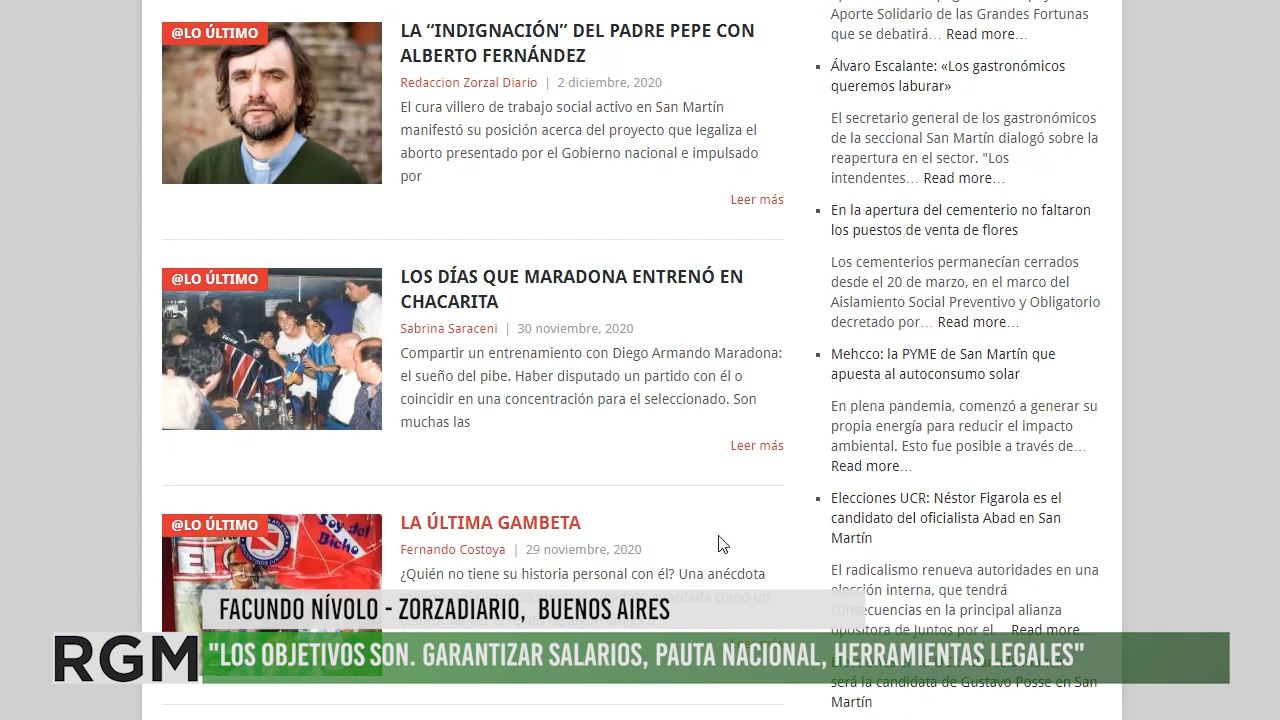 @LO ÚLTIMO
LA “INDIGNACIÓN” DEL PADRE PEPE CON
ALBERTO FERNÁNDEZ
Redaccion Zorzal Diario | 2 diciembre, 2020
El cura villero de trabajo social activo en San Martín
manifestó su posición acerca del proyecto que legaliza el
aborto presentado por el Gobierno nacional e impulsado
por
Leer más
@LO ÚLTIMO
LOS DÍAS QUE MARADONA ENTRENÓ EN
CHACARITA
Sabrina Saraceni | 30 noviembre, 2020
Compartir un entrenamiento con Diego Armando Maradona:
el sueño del pibe. Haber disputado un partido con él o
coincidir en una concentración para el seleccionado. Son
muchas las
Leer más
@LO ÚLTIMO
Soy del
Bicho
LA ÚLTIMA GAMBETA
Fernando Costoya | 29 noviembre, 2020
¿Quién no tiene su historia personal con él? Una anécdota
Aporte Solidario de las Grandes Fortunas
que se debatirá… Read more…
Álvaro Escalante: «Los gastronómicos
queremos laburar»
El secretario general de los gastronómicos
de la seccional San Martín dialogó sobre la
reapertura en el sector. "Los
intendentes… Read more…
En la apertura del cementerio no faltaron
los puestos de venta de flores
Los cementerios permanecían cerrados
desde el 20 de marzo, en el marco del
Aislamiento Social Preventivo y Obligatorio
decretado por… Read more…
Mehcco: la PYME de San Martín que
apuesta al autoconsumo solar
En plena pandemia, comenzó a generar su
propia energía para reducir el impacto
ambiental. Esto fue posible a través de…
Read more…
Elecciones UCR: Néstor Figarola es el
candidato del oficialista Abad en San
Martín
El radicalismo renueva autoridades en una
elección interna, que tendrá
consecuencias en la principal alianza
opositora de Juntos por el… Read more…
será la candidata de Gustavo Posse en San
Martín
FACUNDO NÍVOLO - ZORZADIARIO, BUENOS AIRES
RGM
"LOS OBJETIVOS SON. GARANTIZAR SALARIOS, PAUTA NACIONAL, HERRAMIENTAS LEGALES"